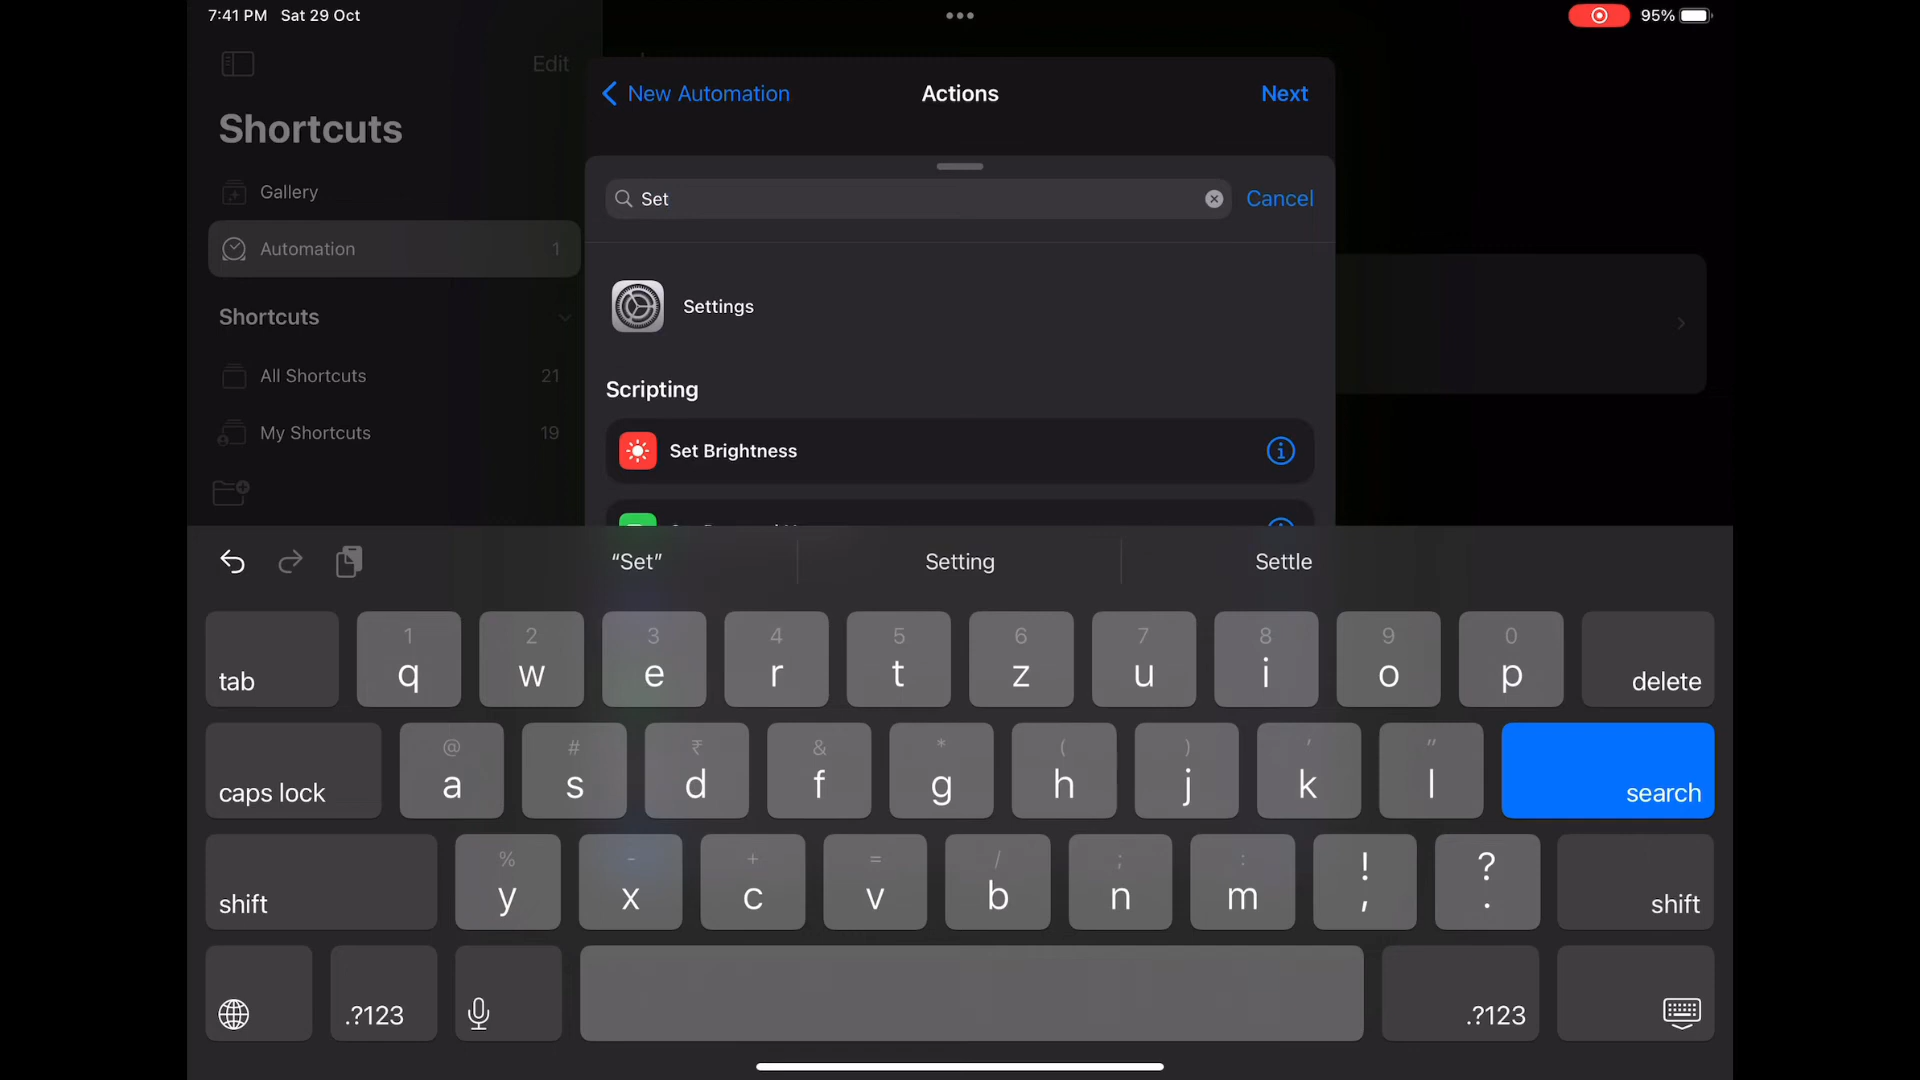 7:41 PM Sat 29 Oct
95%
Edit
Shortcuts
Gallery
Automation 1
Shortcuts
All Shortcuts 21
My Shortcuts 19
New Automation
Actions
Next
Set
Cancel
Settings
Scripting
Set Brightness
“Set”
Setting
Settle
1 2 3 4 5 6 7 8 9 0
tab q w e r t z u i o p delete
@ # ₹ & * ( ) ' "
caps lock a s d f g h j k l search
% - + = / ; : ! ?
shift y x c v b n m , . shift
.?123 .?123